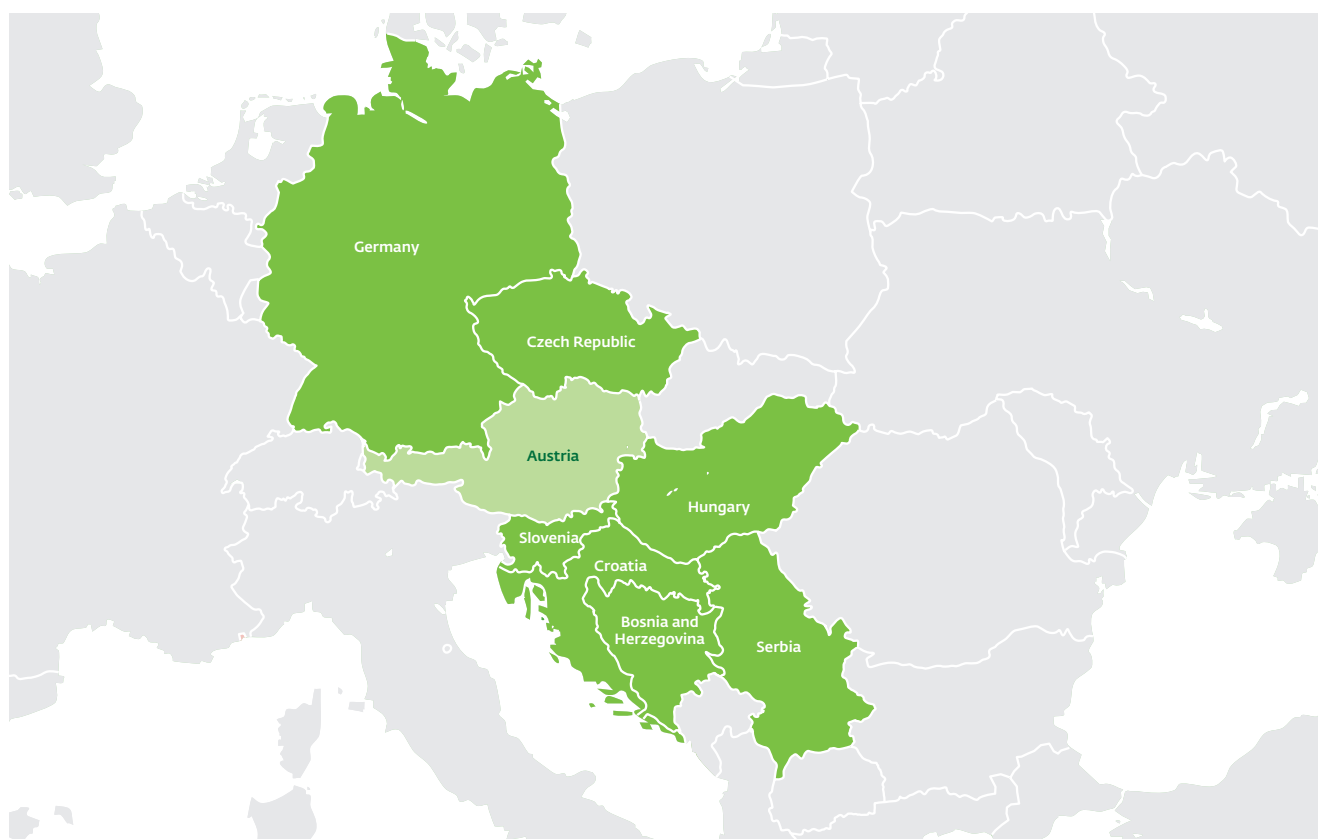 Germany
Czech Republic
Austria
Hungary
Slovenia
Croatia
Bosnia and
Herzegovina
Serbia